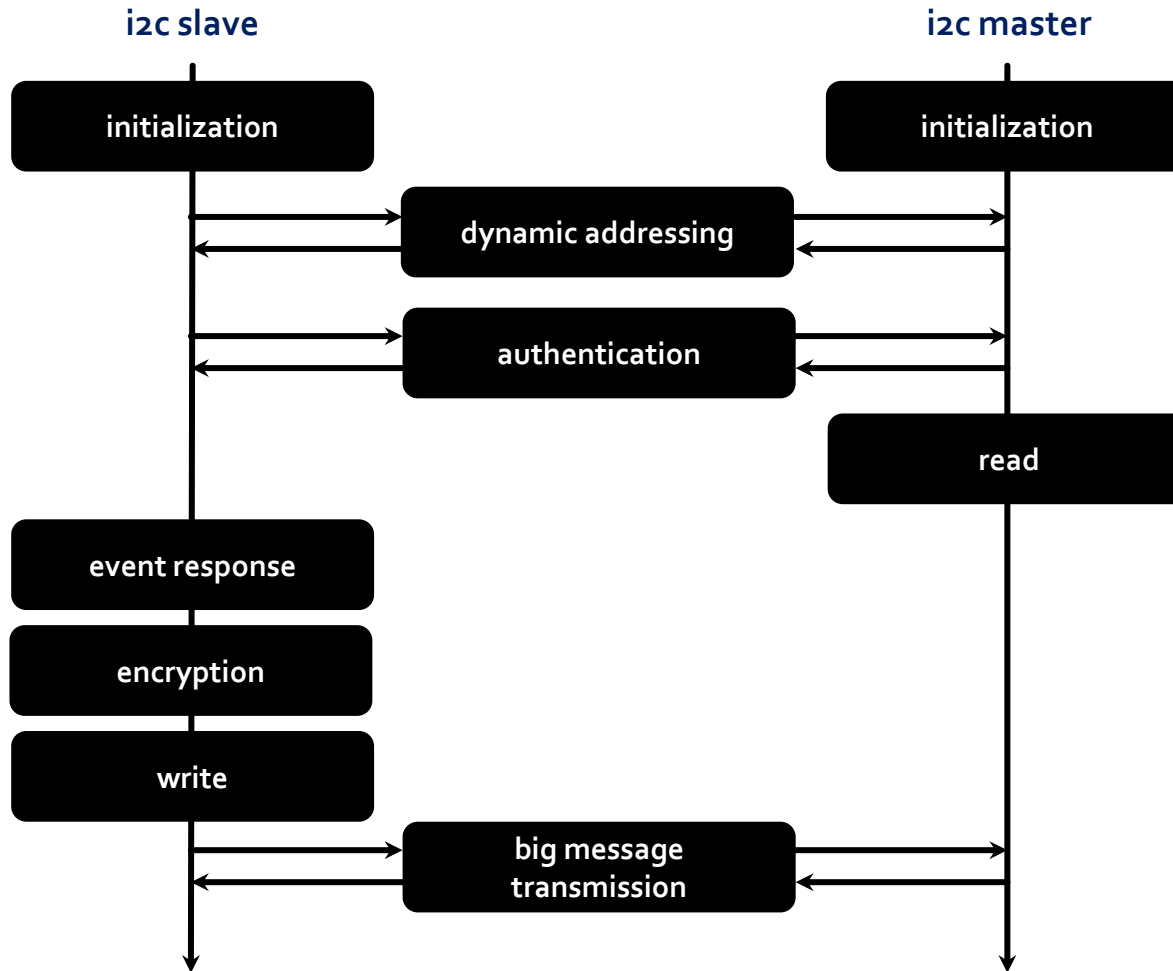 i2c slave
i2c master
initialization
initialization
dynamic addressing
authentication
read
event response
encryption
write
big message
transmission